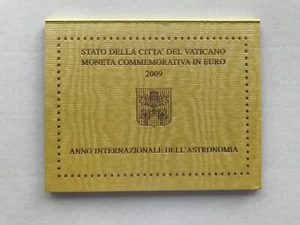 STATO DELLA CITTA' DEL VATICANO
MONETA COMMEMORATIVA IN EURO
2009
ANNO INTERNAZIONALE DELL'ASTRONOMIA